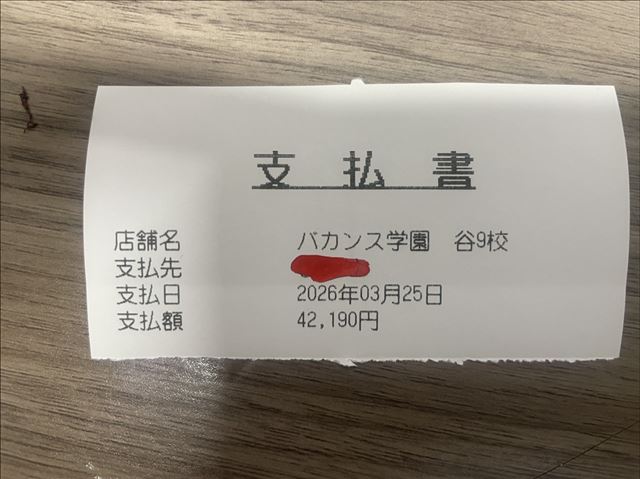 支 払 書
店舗名 バカンス学園 谷9校
支払先
支払日 2026年03月25日
支払額 42,190円